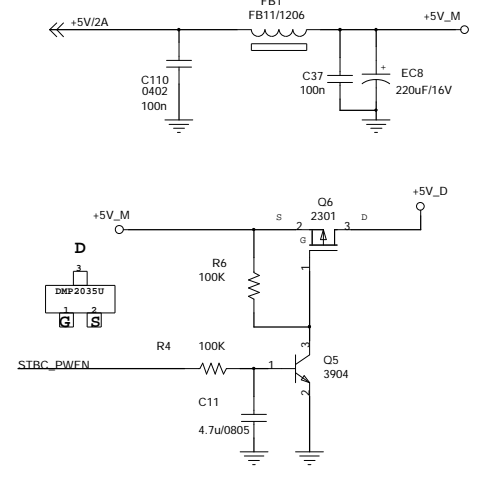 FB1
FB11/1206
+5V/2A
+5V_M
C110
0402
100n
C37
100n
+
EC8
220uF/16V
Q6
2301
+5V_D
+5V_M
S
2
3
D
G
1
D
3
DMP2035U
1
2
G
S
R6
100K
R4
100K
STBC_PWEN
1
3
2
Q5
3904
C11
4.7u/0805